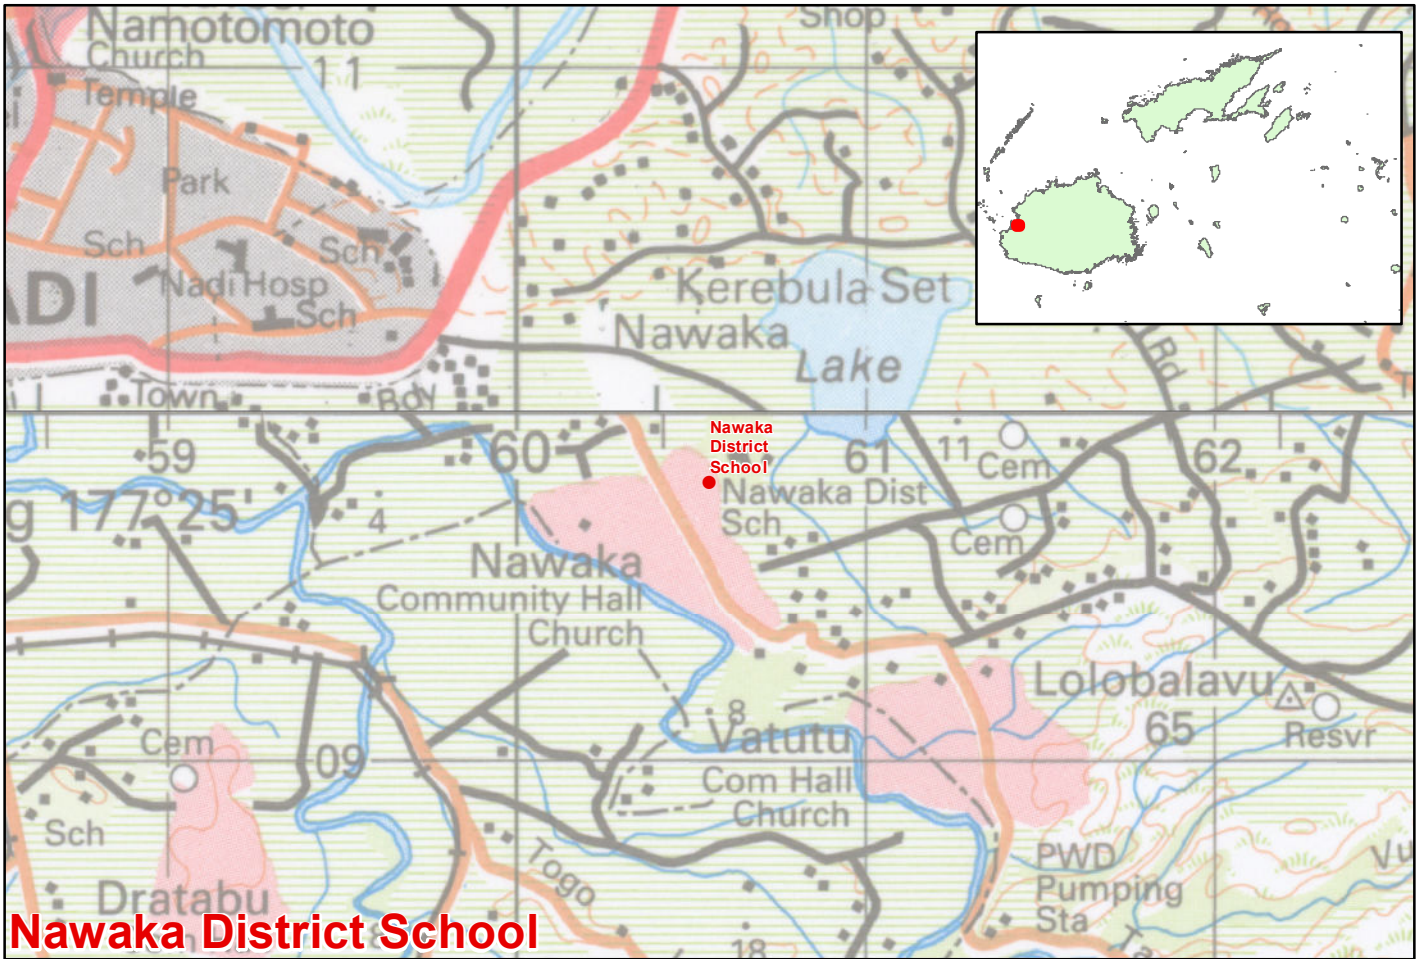 Namotomoto
Church
Temple
11
Shop
Park
Sch
Sch
Nadi Hosp
Sch
ADI
Kerebula Set
Nawaka
Lake
Rd
Town
Bdy
59
60
61
62
11
Cem
Nawaka
District
School
Nawaka Dist
Sch
Cem
g 177°25'
4
Nawaka
Community Hall
Church
Lolobalavu
65
Resvr
8
Vatutu
Com Hall
Church
Cem
09
Sch
Togo
PWD
Pumping
Sta
Vu
Dratabu
18
Ta
Nawaka District School